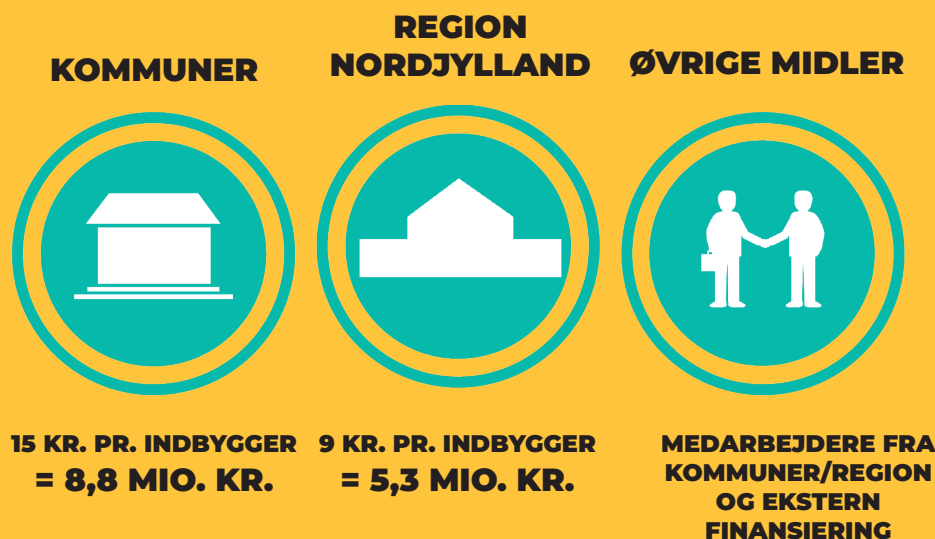 KOMMUNER
15 KR. PR. INDBYGGER
= 8,8 MIO. KR.
REGION
NORDJYLLAND
9 KR. PR. INDBYGGER
= 5,3 MIO. KR.
ØVRIGE MIDLER
MEDARBEJDERE FRA
KOMMUNER/REGION
OG EKSTERN
FINANSIERING